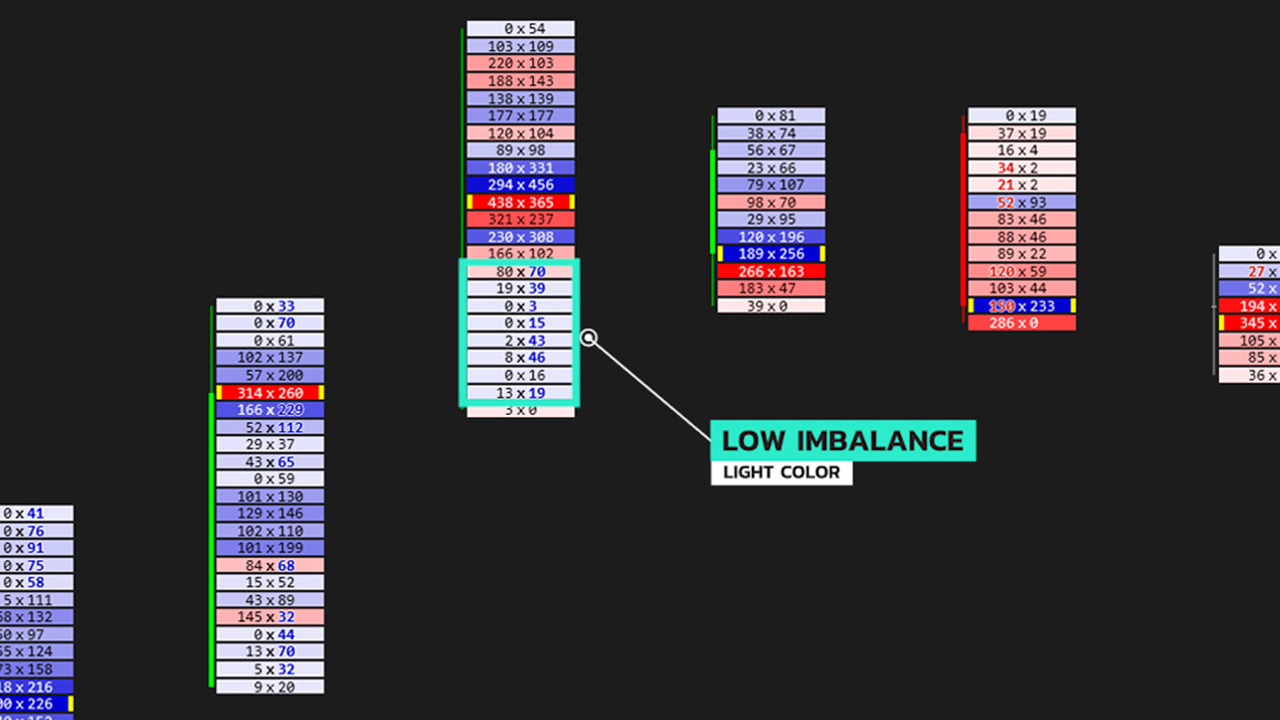 0 x 54
103 x 109
220 x 103
188 x 143
138 x 139
177 x 177
120 x 104
89 x 98
180 x 331
294 x 456
438 x 365
321 x 237
230 x 308
166 x 102
80 x 70
19 x 39
0 x 3
0 x 15
2 x 43
8 x 46
0 x 16
13 x 19
3 x 0
0 x 81
38 x 74
56 x 67
23 x 66
79 x 107
98 x 70
29 x 95
120 x 196
189 x 256
266 x 163
183 x 47
39 x 0
0 x 19
37 x 19
16 x 4
34 x 2
21 x 2
52 x 93
83 x 46
88 x 46
89 x 22
120 x 59
103 x 44
150 x 233
286 x 0
0 x
27 x
52 x
194 x
345 x
105 x
85 x
36 x
0 x 33
0 x 70
0 x 61
102 x 137
57 x 200
314 x 260
166 x 229
52 x 112
29 x 37
43 x 65
0 x 59
101 x 130
129 x 146
102 x 110
101 x 199
84 x 68
15 x 52
43 x 89
145 x 32
0 x 44
13 x 70
5 x 32
9 x 20
LOW IMBALANCE
LIGHT COLOR
0 x 41
0 x 76
0 x 91
0 x 75
0 x 58
5 x 111
x 132
x 97
x 124
x 158
x 216
x 226